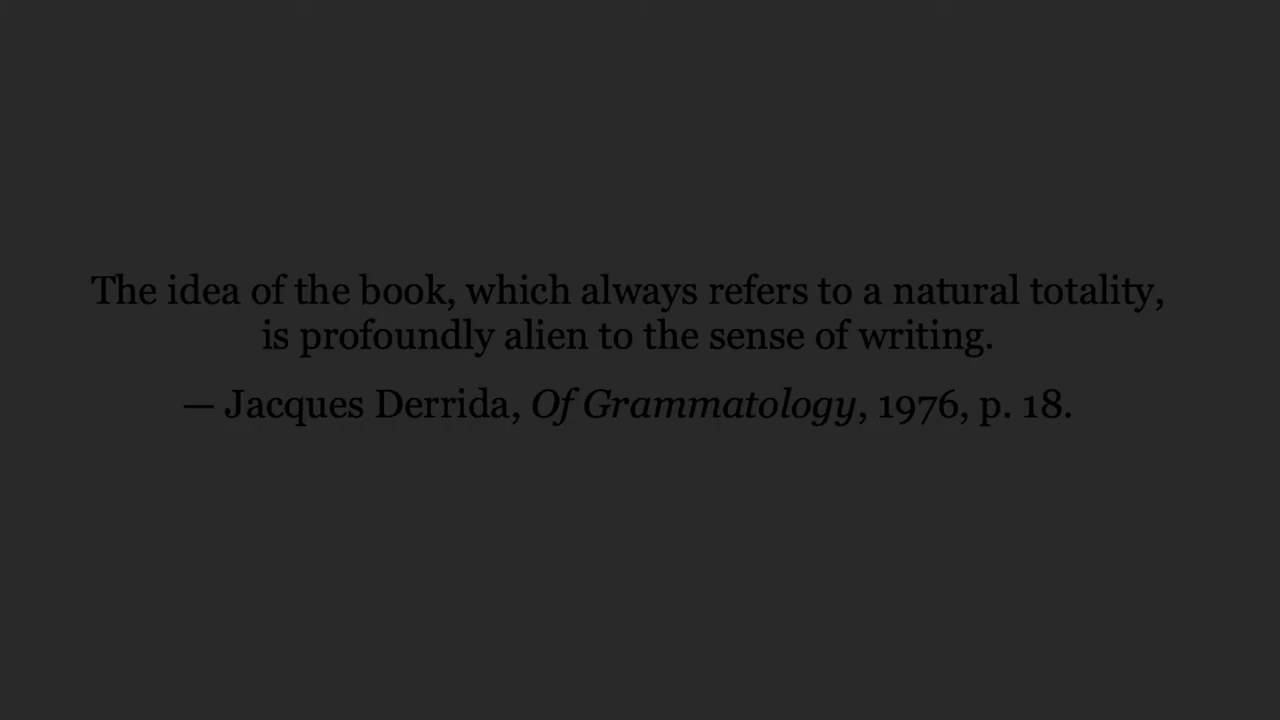 The idea of the book, which always refers to a natural totality,
is profoundly alien to the sense of writing.
— Jacques Derrida, Of Grammatology, 1976, p. 18.